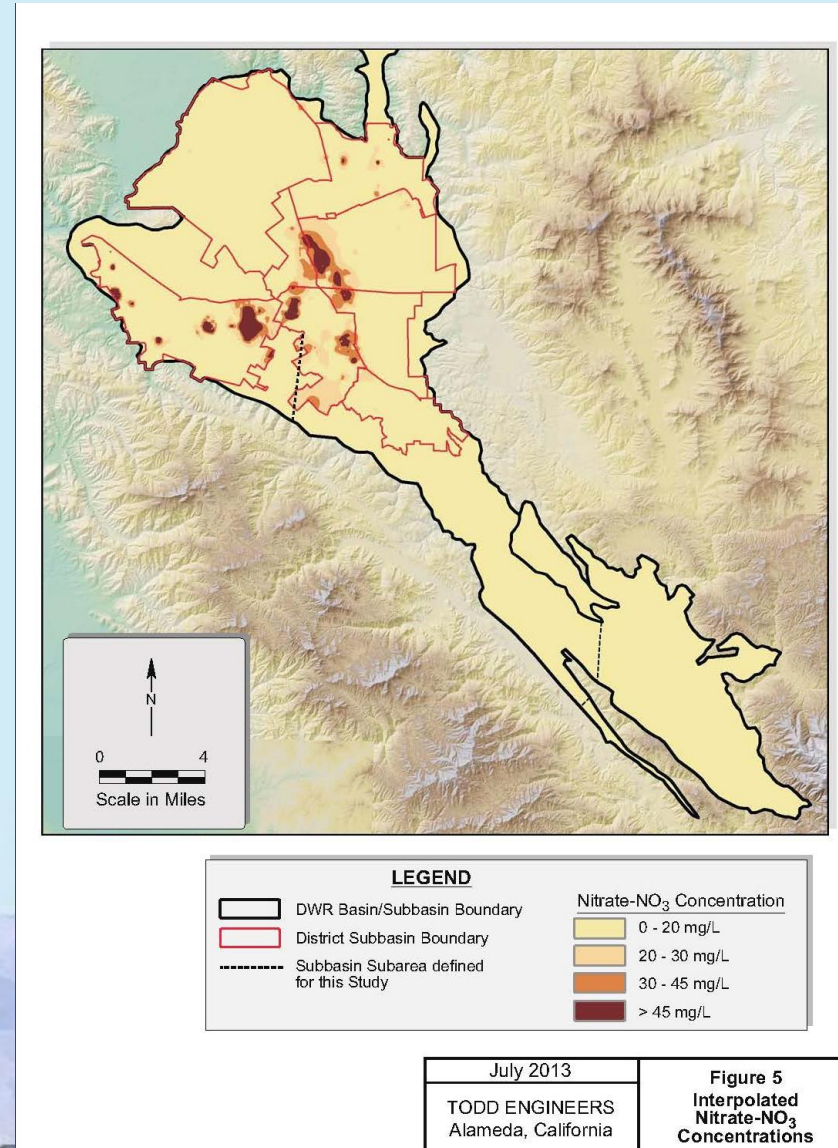 N
0 4
Scale in Miles
LEGEND
DWR Basin/Subbasin Boundary
District Subbasin Boundary
Subbasin Subarea defined
for this Study
Nitrate-NO₃ Concentration
0 - 20 mg/L
20 - 30 mg/L
30 - 45 mg/L
> 45 mg/L
July 2013
TODD ENGINEERS
Alameda, California
Figure 5
Interpolated
Nitrate-NO₃
Concentrations